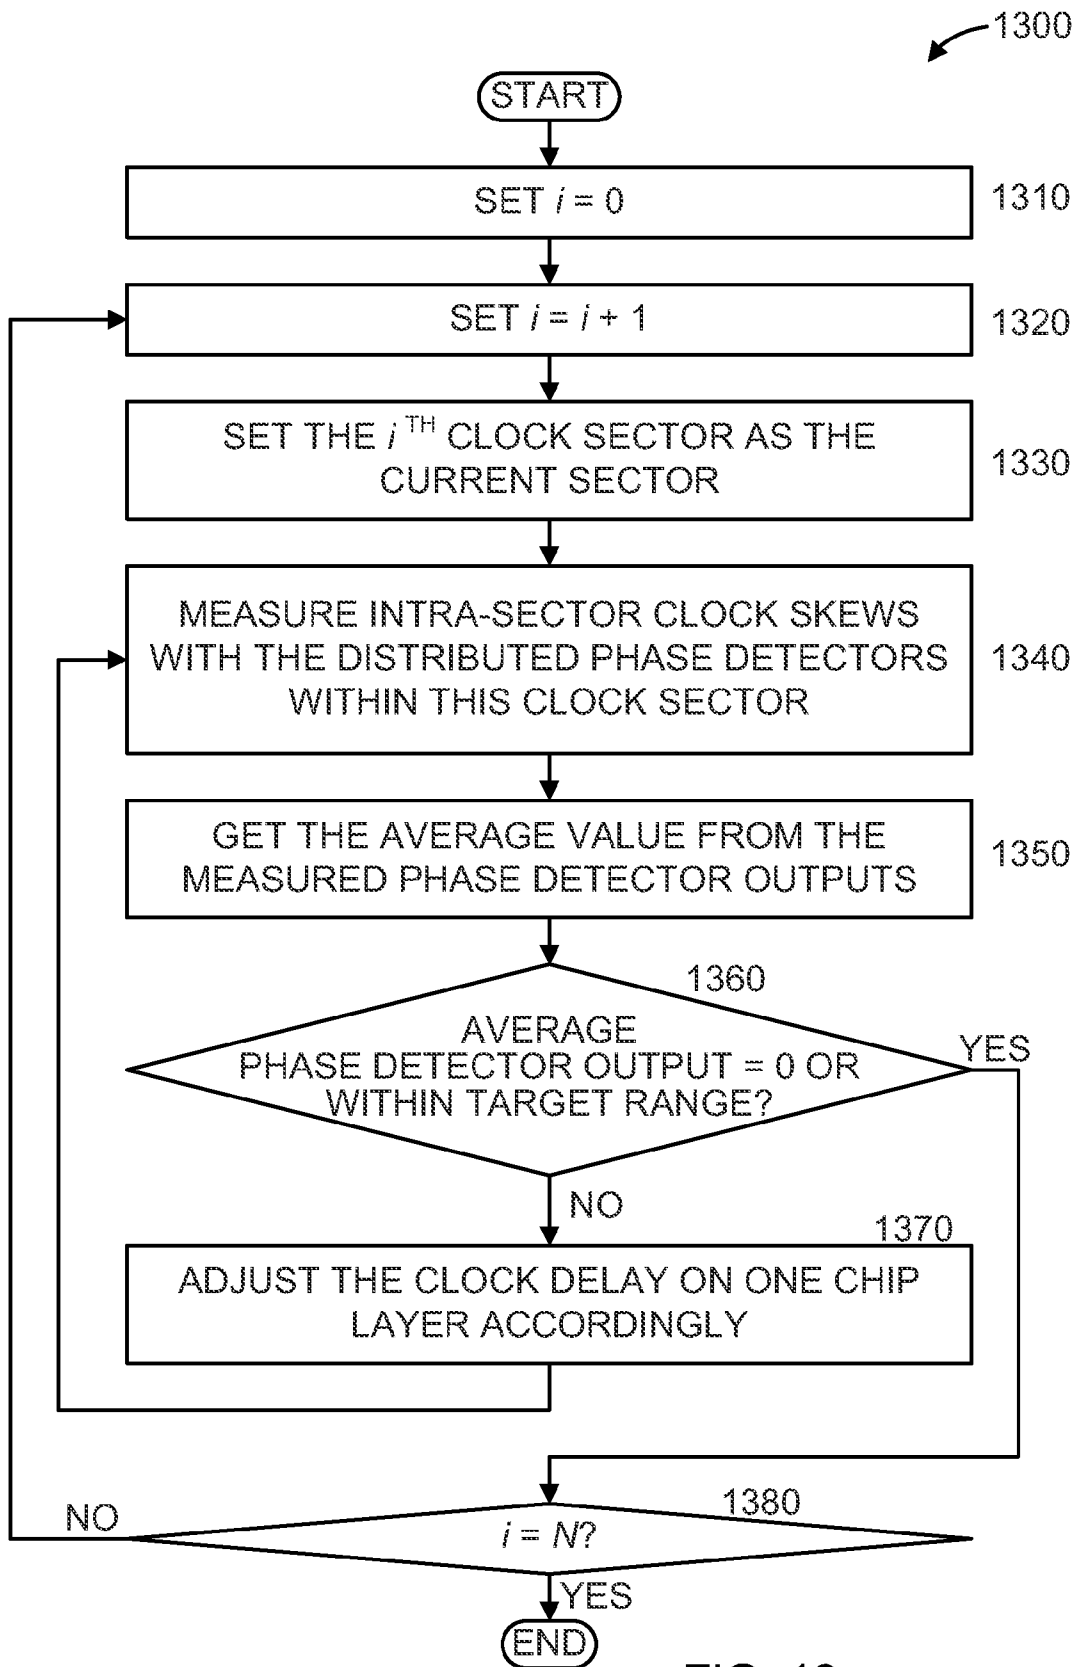 1300
START
SET i = 0
1310
SET i = i + 1
1320
SET THE i TH CLOCK SECTOR AS THE
CURRENT SECTOR
1330
MEASURE INTRA-SECTOR CLOCK SKEWS
WITH THE DISTRIBUTED PHASE DETECTORS
WITHIN THIS CLOCK SECTOR
1340
GET THE AVERAGE VALUE FROM THE
MEASURED PHASE DETECTOR OUTPUTS
1350
1360
AVERAGE
PHASE DETECTOR OUTPUT = 0 OR
WITHIN TARGET RANGE?
YES
NO
1370
ADJUST THE CLOCK DELAY ON ONE CHIP
LAYER ACCORDINGLY
1380
NO
i = N?
YES
END